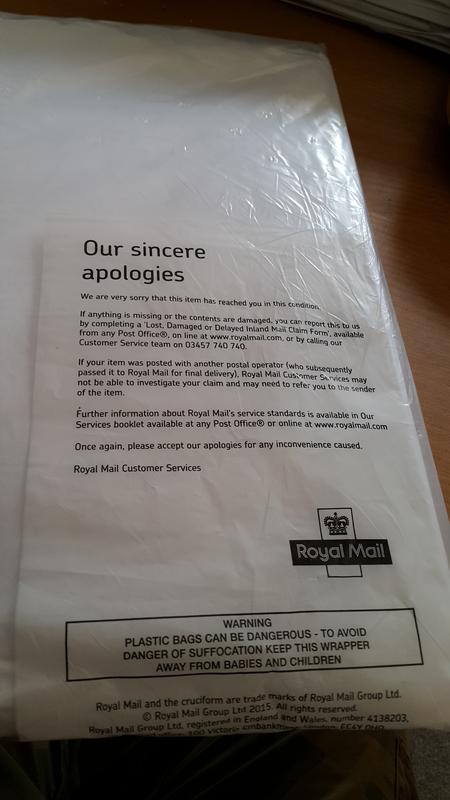 Our sincere
apologies
We are very sorry that this item has reached you in this condition.
If anything is missing or the contents are damaged, you can report this to us
by completing a 'Lost, Damaged or Delayed Inland Mail Claim Form', available
from any Post Office®, on line at www.royalmail.com, or by calling our
Customer Service team on 03457 740 740.
If your item was posted with another postal operator (who subsequently
passed it to Royal Mail for final delivery), Royal Mail Customer Services may
not be able to investigate your claim and may need to refer you to the sender
of the item.
Further information about Royal Mail's service standards is available in Our
Services booklet available at any Post Office® or online at www.royalmail.com
Once again, please accept our apologies for any inconvenience caused.
Royal Mail Customer Services
Royal Mail
WARNING
PLASTIC BAGS CAN BE DANGEROUS - TO AVOID
DANGER OF SUFFOCATION KEEP THIS WRAPPER
AWAY FROM BABIES AND CHILDREN
Royal Mail and the cruciform are trade marks of Royal Mail Group Ltd.
© Royal Mail Group Ltd 2015. All rights reserved.
Royal Mail Group Ltd, registered in England and Wales, number 4138203,
100 Victoria Embankment, London, EC4Y 0HQ